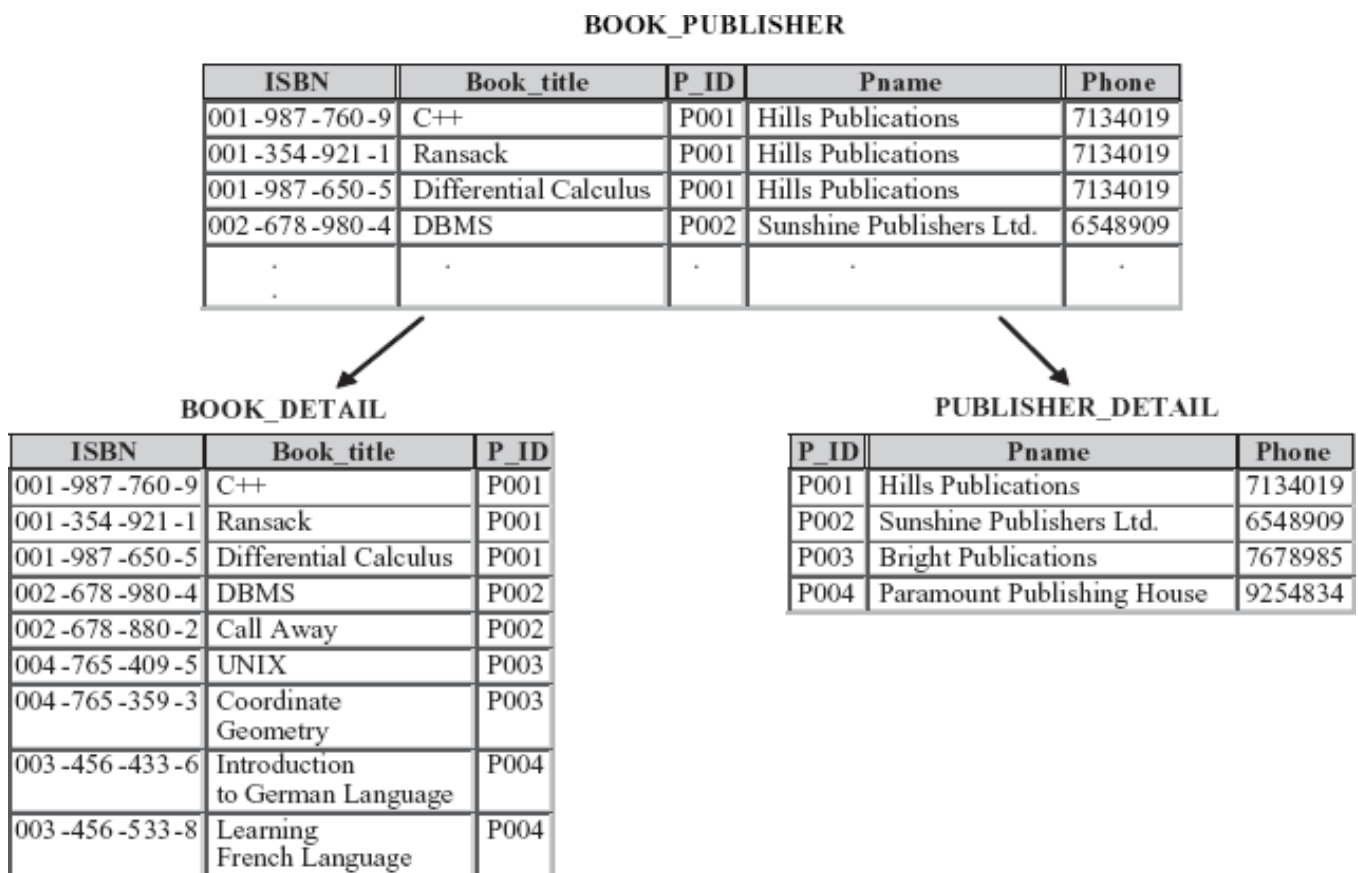 BOOK_PUBLISHER
ISBN Book_title P_ID Pname Phone
001-987-760-9 C++ P001 Hills Publications 7134019
001-354-921-1 Ransack P001 Hills Publications 7134019
001-987-650-5 Differential Calculus P001 Hills Publications 7134019
002-678-980-4 DBMS P002 Sunshine Publishers Ltd. 6548909
. . . . .
.
BOOK_DETAIL
ISBN Book_title P_ID
001-987-760-9 C++ P001
001-354-921-1 Ransack P001
001-987-650-5 Differential Calculus P001
002-678-980-4 DBMS P002
002-678-880-2 Call Away P002
004-765-409-5 UNIX P003
004-765-359-3 Coordinate P003
Geometry
003-456-433-6 Introduction P004
to German Language
003-456-533-8 Learning P004
French Language
PUBLISHER_DETAIL
P_ID Pname Phone
P001 Hills Publications 7134019
P002 Sunshine Publishers Ltd. 6548909
P003 Bright Publications 7678985
P004 Paramount Publishing House 9254834